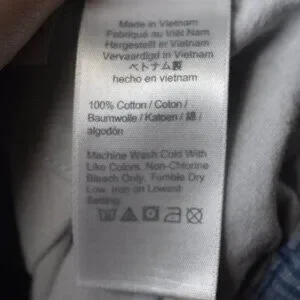 Made in Vietnam
Fabriqué au Viêt Nam
Hergestellt in Vietnam
Vervaardigd in Vietnam
ベトナム製
hecho en vietnam
100% Cotton / Coton /
Baumwolle / Katoen / 綿 /
algodón
Machine Wash Cold With
Like Colors. Non-Chlorine
Bleach Only. Tumble Dry
Low. Iron on Lowest
Setting.